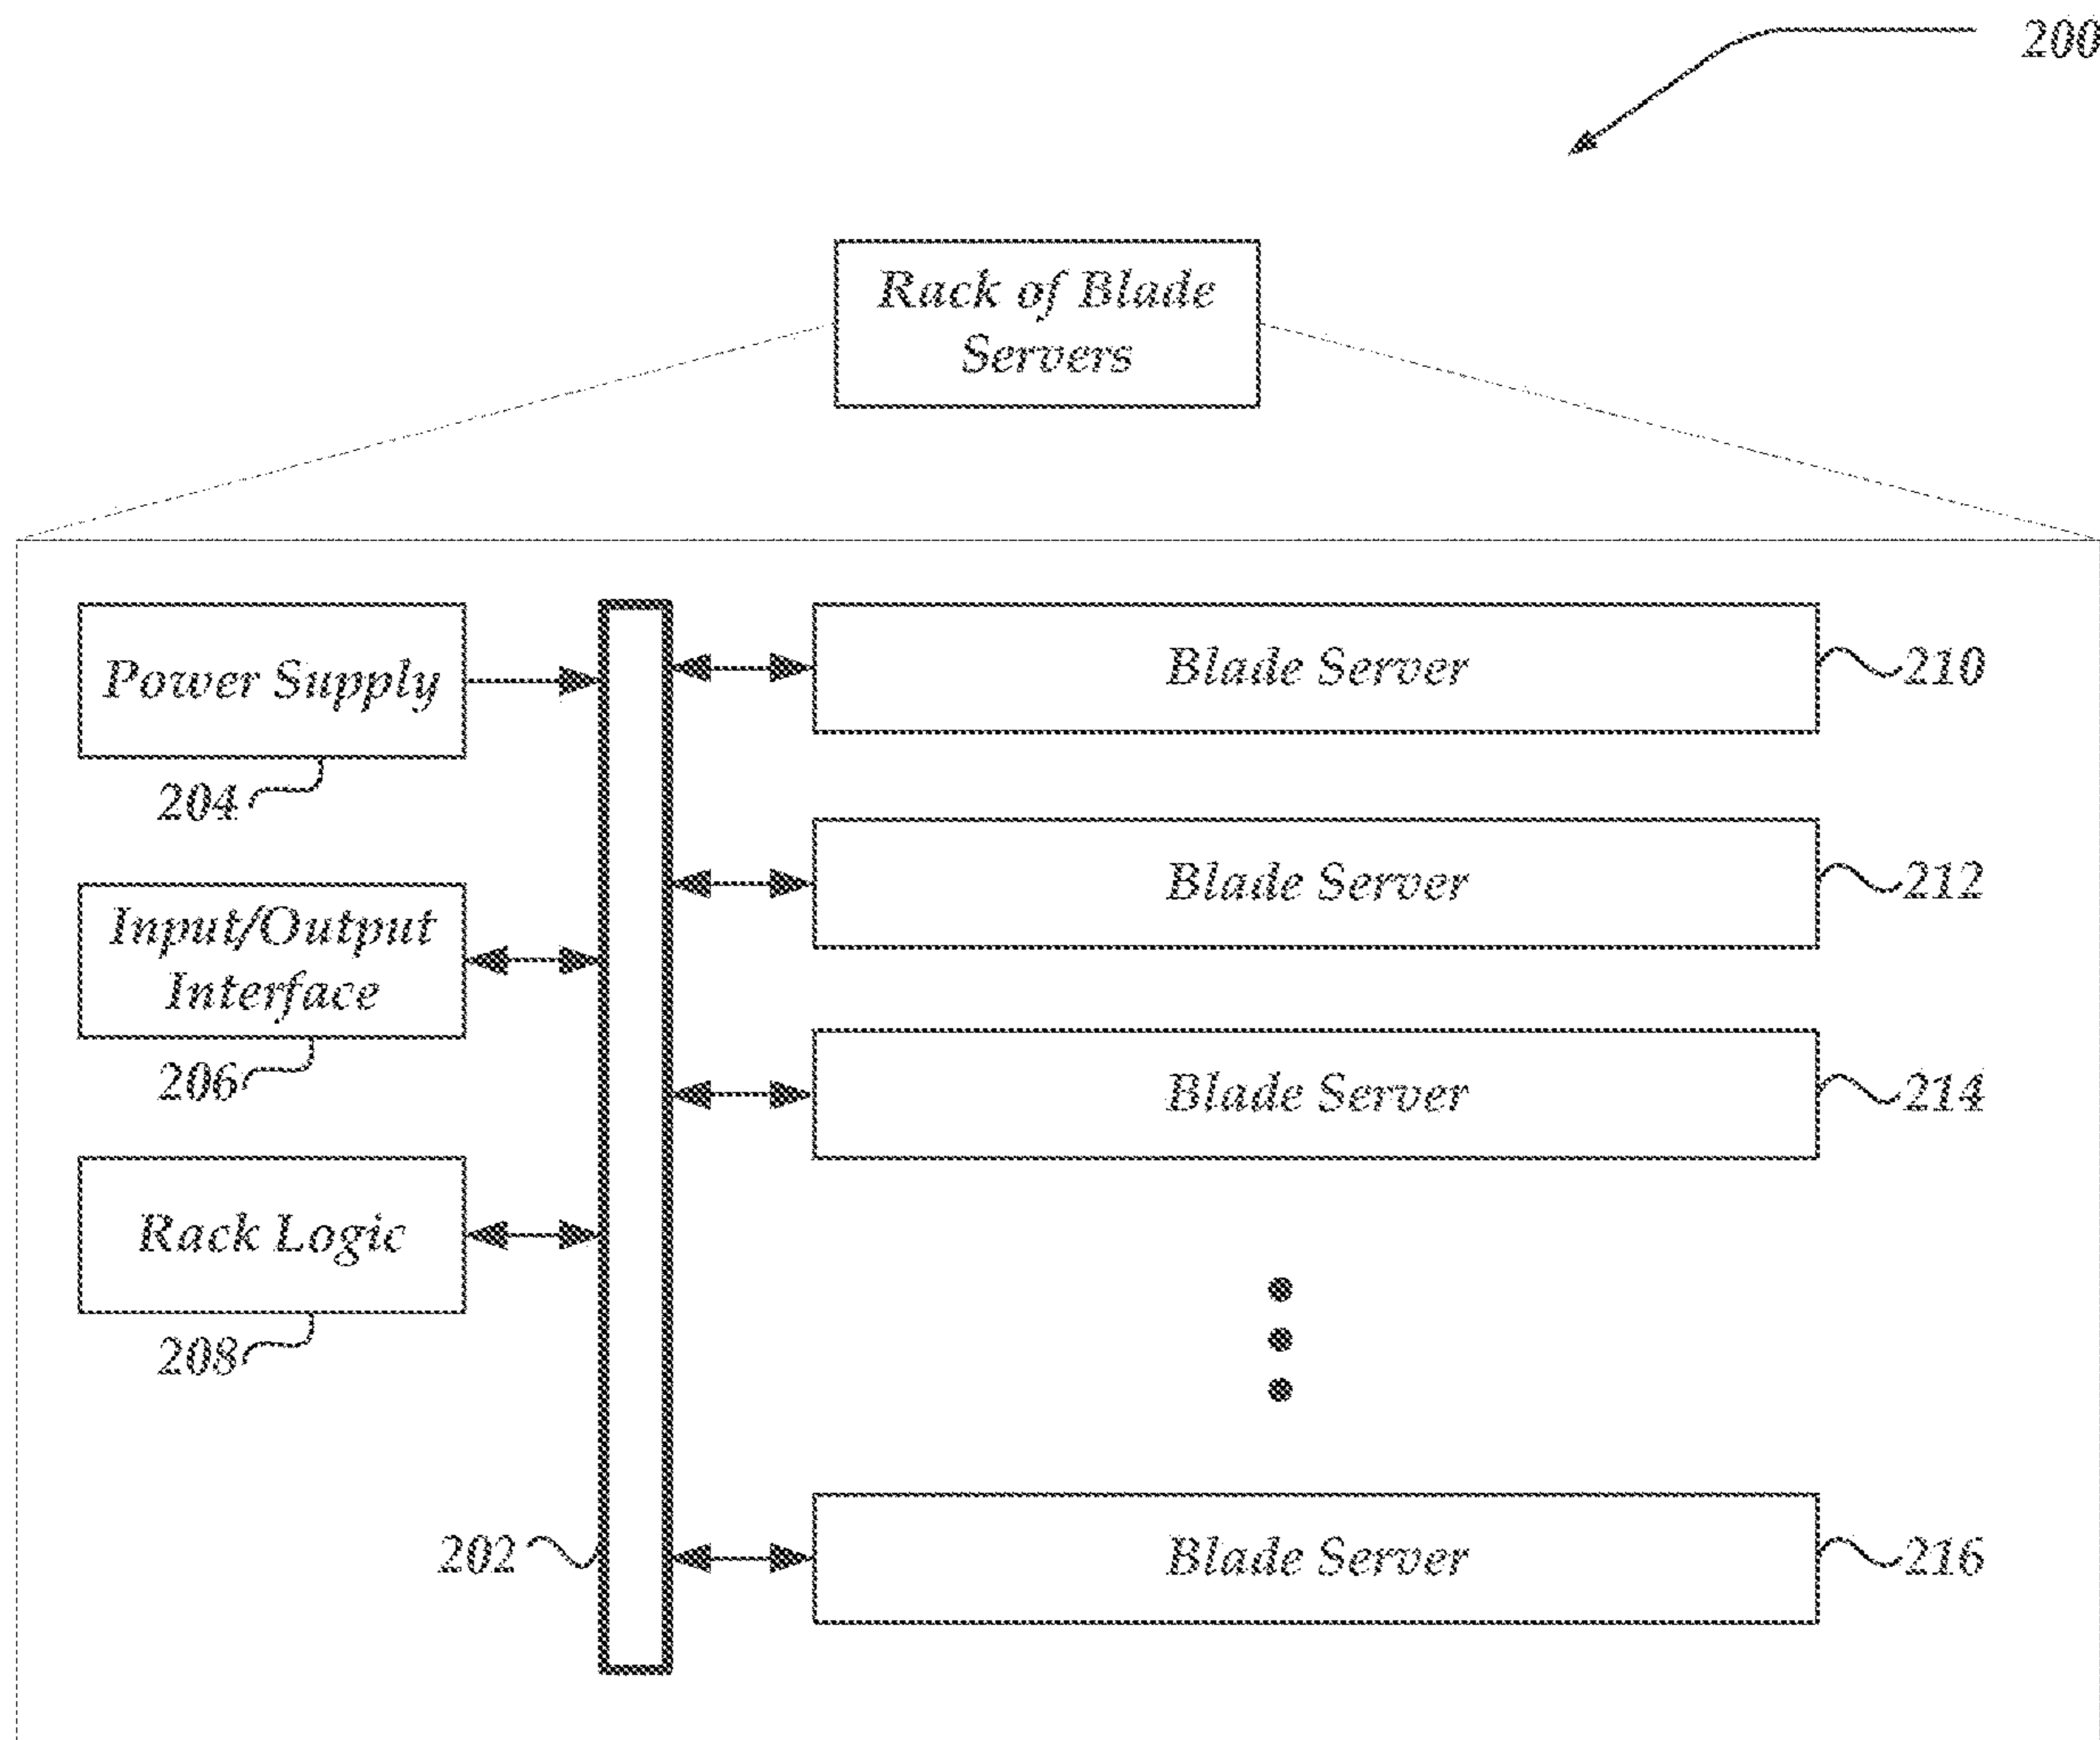 200
Rack of Blade
Servers
Power Supply
204
Input/Output
Interface
206
Rack Logic
208
202
Blade Server
210
Blade Server
212
Blade Server
214
Blade Server
216